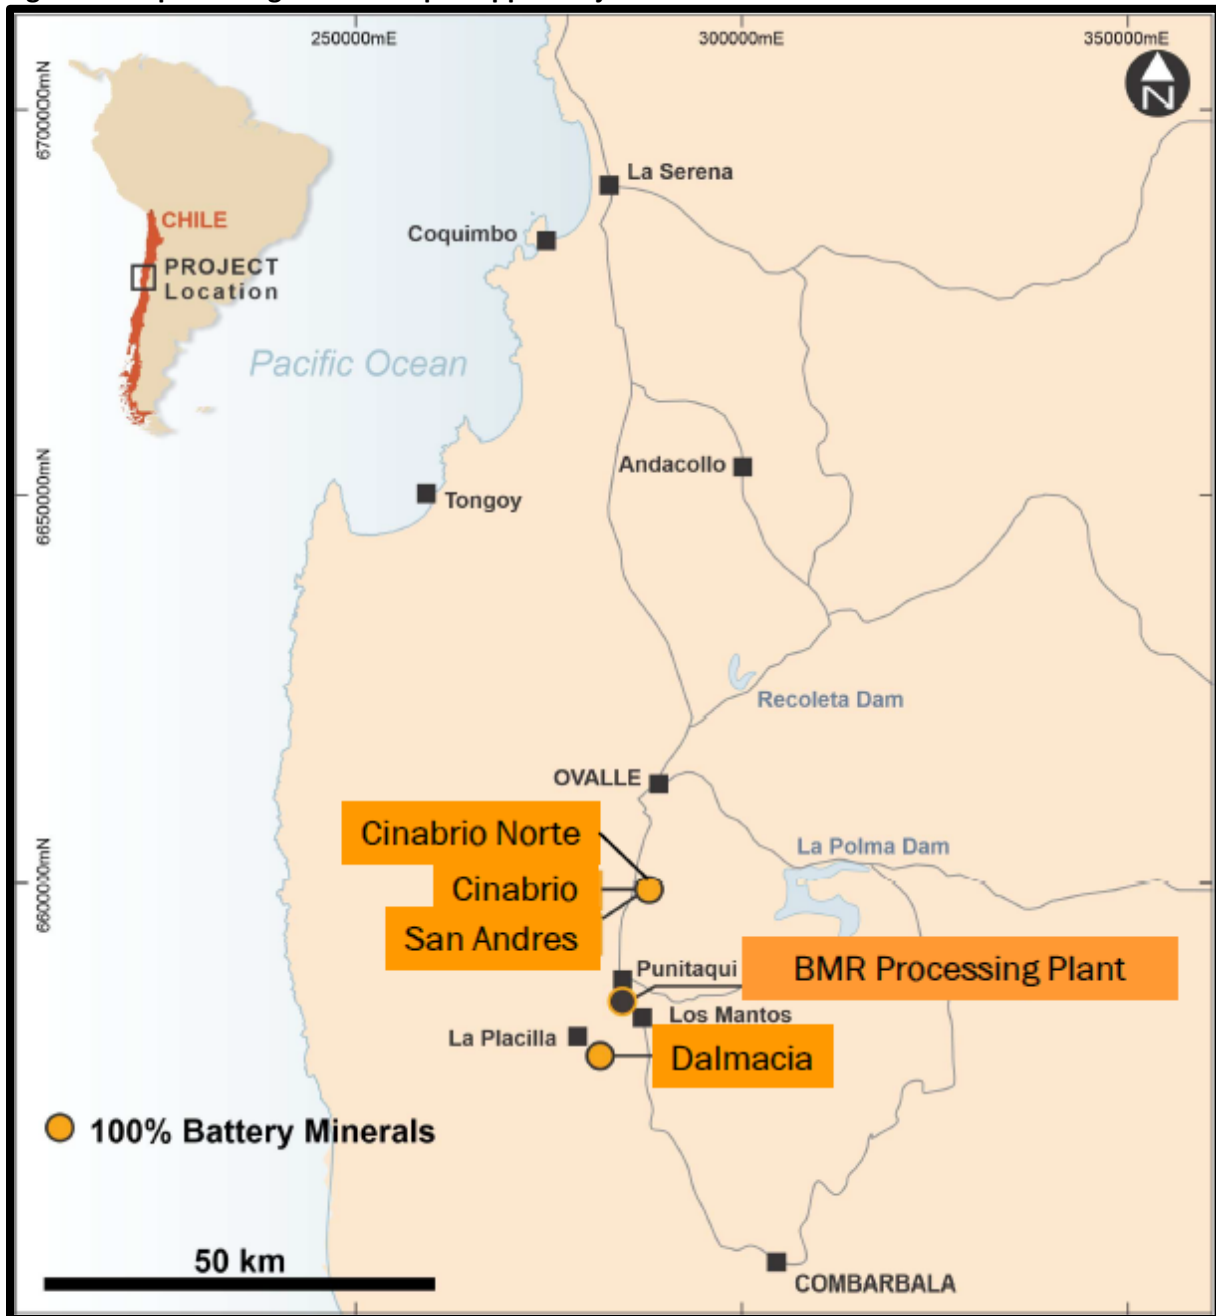 250000mE
300000mE
350000mE
6700000mN
6650000mN
6600000mN
N
CHILE
PROJECT
Location
La Serena
Coquimbo
Pacific Ocean
Andacollo
Tongoy
Recoleta Dam
OVALLE
Cinabrio Norte
La Polma Dam
Cinabrio
San Andres
Punitaqui
BMR Processing Plant
Los Mantos
La Placilla
Dalmacia
100% Battery Minerals
50 km
COMBARBALA